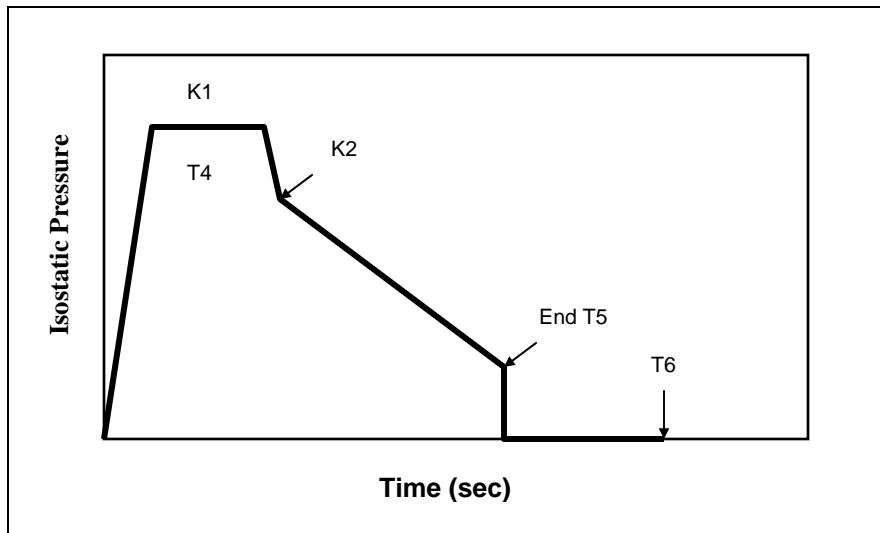 K1
T4
K2
End T5
T6
Isostatic Pressure
Time (sec)